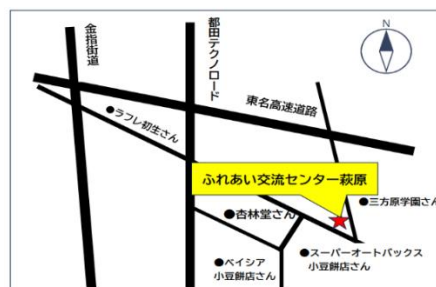 N
金指街道
都田テクノロード
東名高速道路
●ラフレ初生さん
ふれあい交流センター萩原
●三方原学園さん
●杏林堂さん
●スーパーオートバックス
小豆餅店さん
●ベイシア
小豆餅店さん